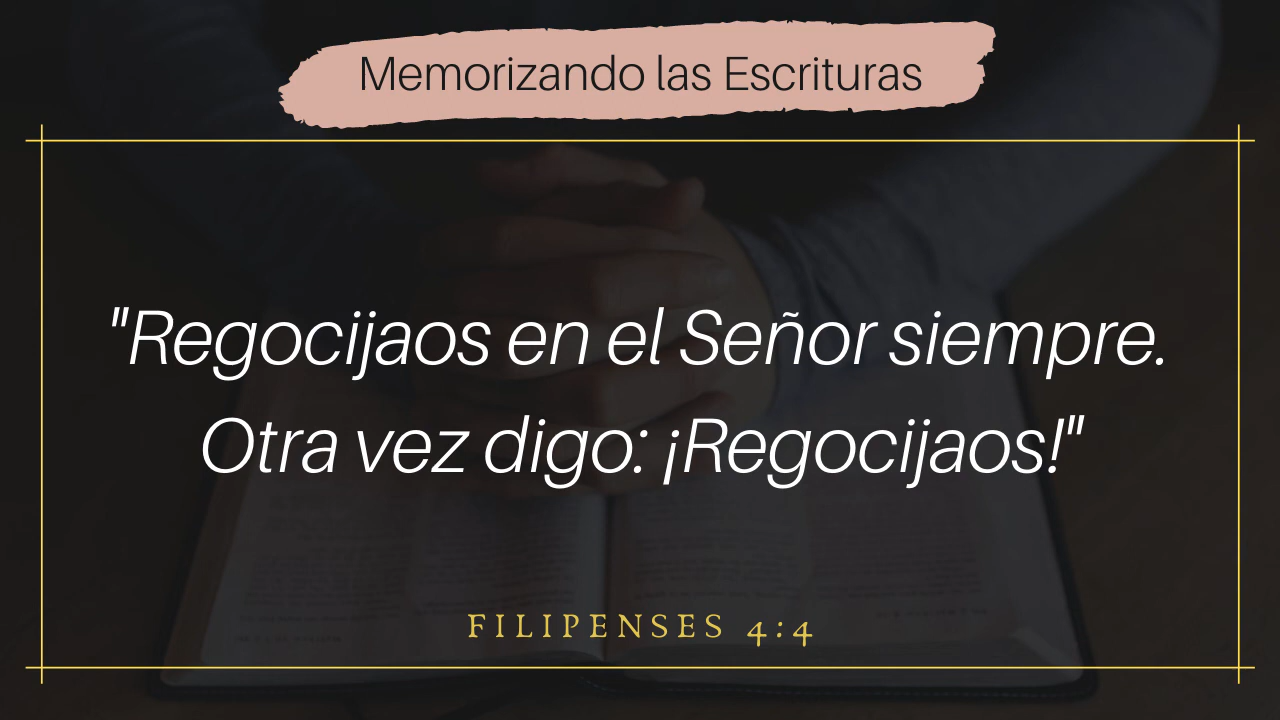 Memorizando las Escrituras
"Regocijaos en el Señor siempre.
Otra vez digo: ¡Regocijaos!"
FILIPENSES 4:4